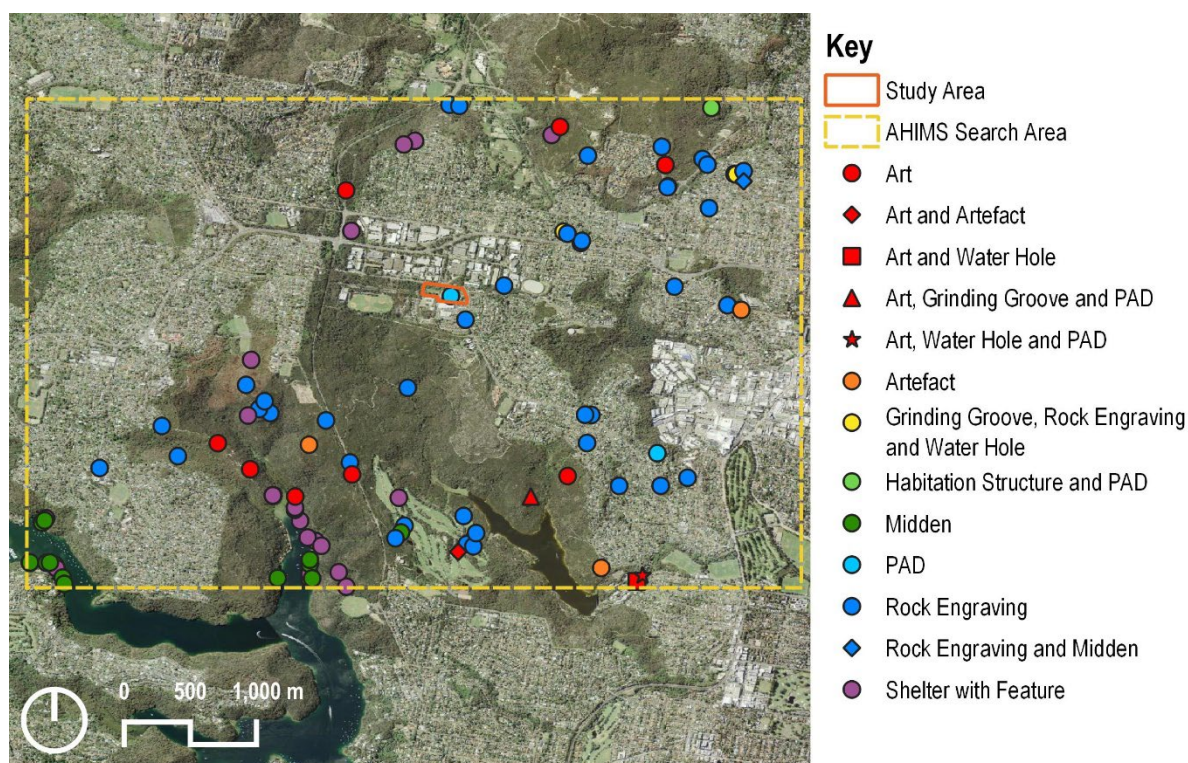 Key
Study Area
AHIMS Search Area
Art
Art and Artefact
Art and Water Hole
Art, Grinding Groove and PAD
Art, Water Hole and PAD
Artefact
Grinding Groove, Rock Engraving
and Water Hole
Habitation Structure and PAD
Midden
PAD
Rock Engraving
Rock Engraving and Midden
Shelter with Feature
0 500 1,000 m